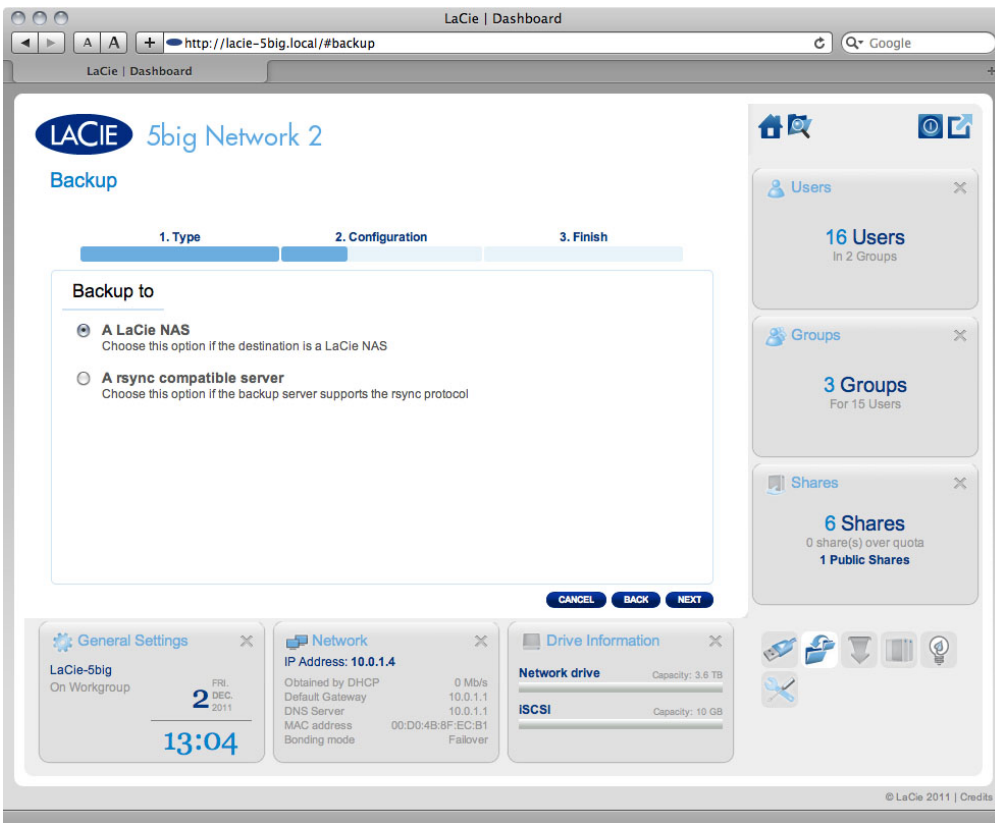 LaCie | Dashboard
A A + http://lacie-5big.local/#backup Google
LaCie | Dashboard
LACIE 5big Network 2
Backup
1. Type 2. Configuration 3. Finish
Backup to
A LaCie NAS
Choose this option if the destination is a LaCie NAS
A rsync compatible server
Choose this option if the backup server supports the rsync protocol
CANCEL BACK NEXT
Users
16 Users
In 2 Groups
Groups
3 Groups
For 15 Users
Shares
6 Shares
0 share(s) over quota
1 Public Shares
General Settings
LaCie-5big
On Workgroup
FRI.
2 DEC.
2011
13:04
Network
IP Address: 10.0.1.4
Obtained by DHCP 0 Mb/s
Default Gateway 10.0.1.1
DNS Server 10.0.1.1
MAC address 00:D0:4B:8F:EC:B1
Bonding mode Failover
Drive Information
Network drive Capacity: 3.6 TB
ISCSI Capacity: 10 GB
© LaCie 2011 | Credits